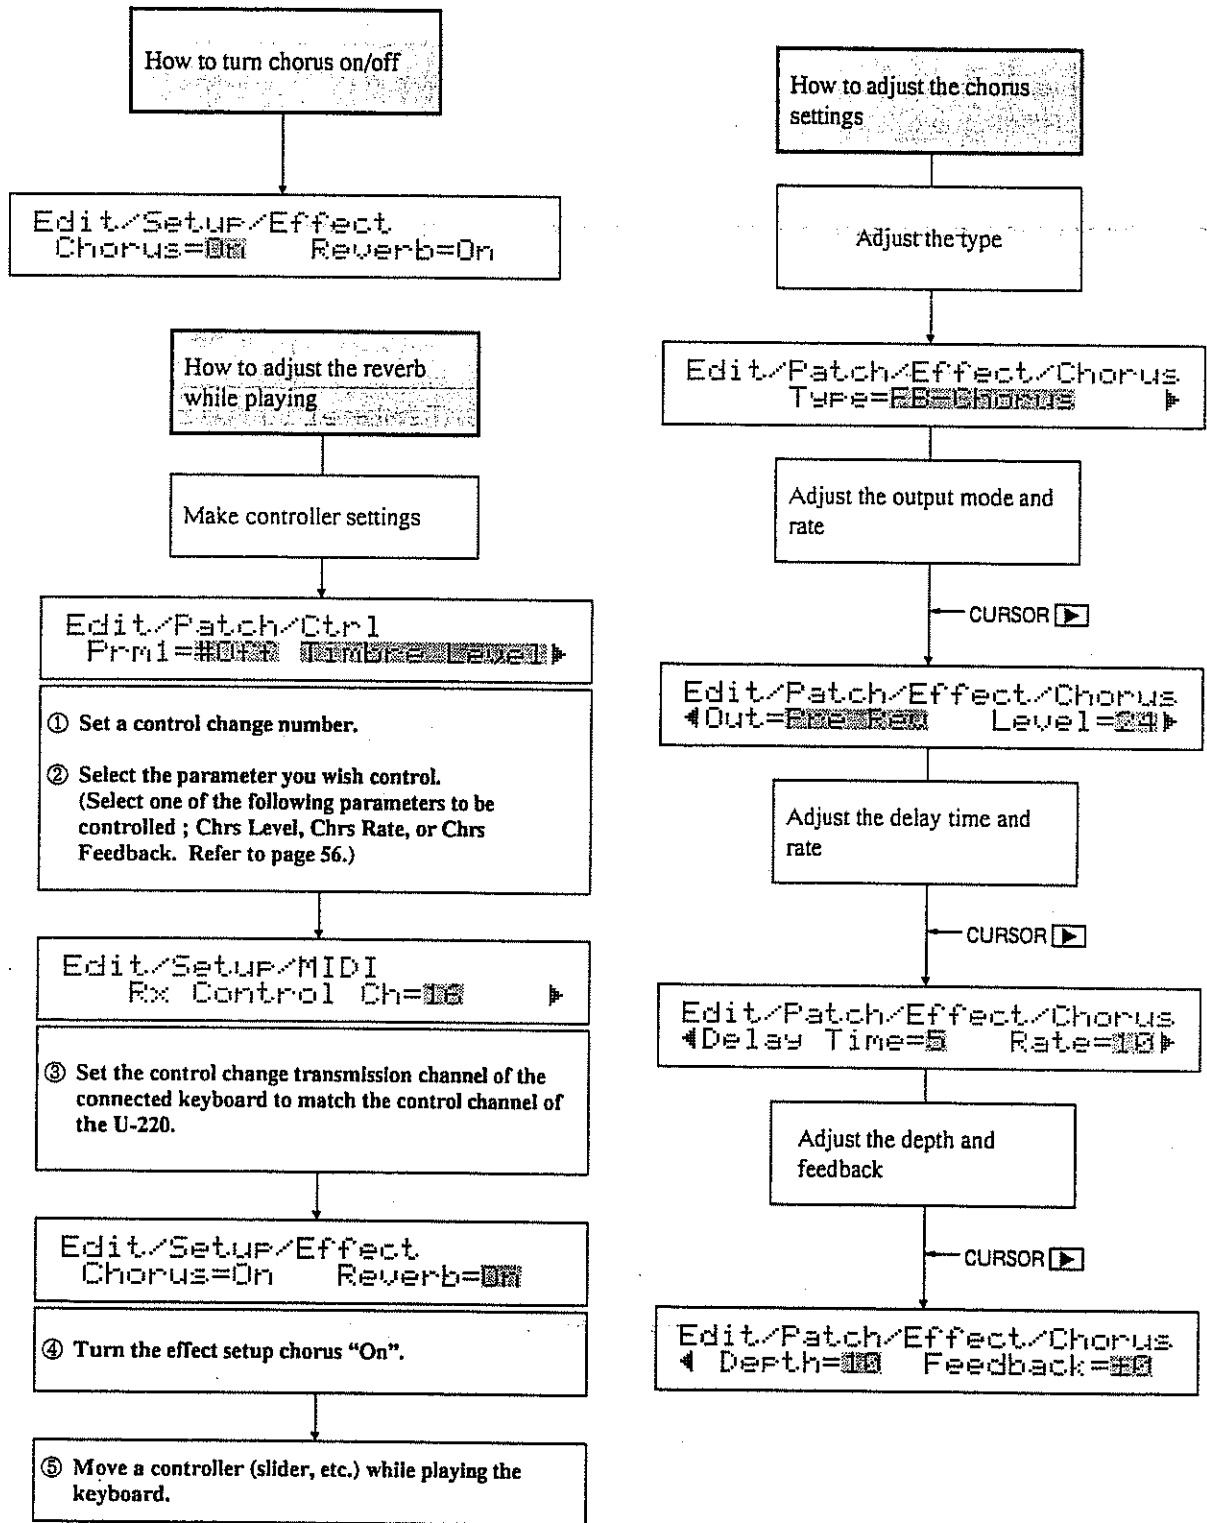 How to turn chorus on/off
Edit/Setup/Effect
Chorus=On Reverb=On
How to adjust the reverb
while playing
Make controller settings
Edit/Patch/Ctrl
Prm1=#Off Timbre Level▶
① Set a control change number.
② Select the parameter you wish control.
(Select one of the following parameters to be
controlled ; Chrs Level, Chrs Rate, or Chrs
Feedback. Refer to page 56.)
Edit/Setup/MIDI
Rx Control Ch=16 ▶
③ Set the control change transmission channel of the
connected keyboard to match the control channel of
the U-220.
Edit/Setup/Effect
Chorus=On Reverb=On
④ Turn the effect setup chorus “On”.
⑤ Move a controller (slider, etc.) while playing the
keyboard.
How to adjust the chorus
settings
Adjust the type
Edit/Patch/Effect/Chorus
Type=FB-Chorus ▶
Adjust the output mode and
rate
CURSOR ▶
Edit/Patch/Effect/Chorus
◀Out=Pre Rev Level=24▶
Adjust the delay time and
rate
CURSOR ▶
Edit/Patch/Effect/Chorus
◀Delay Time=5 Rate=10▶
Adjust the depth and
feedback
CURSOR ▶
Edit/Patch/Effect/Chorus
◀ Depth=10 Feedback=±0